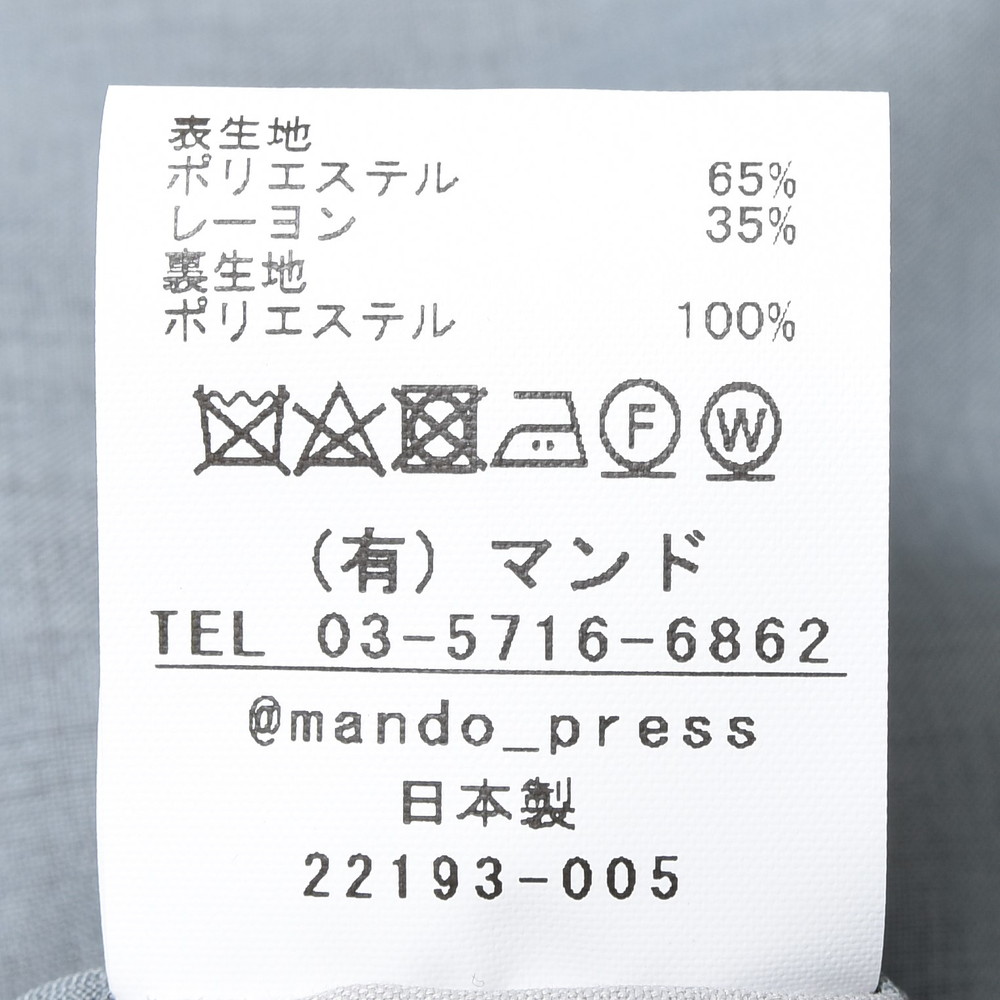 表生地
ポリエステル 65%
レーヨン 35%
裏生地
ポリエステル 100%
F W
(有) マンド
TEL 03-5716-6862
@mando_press
日本製
22193-005